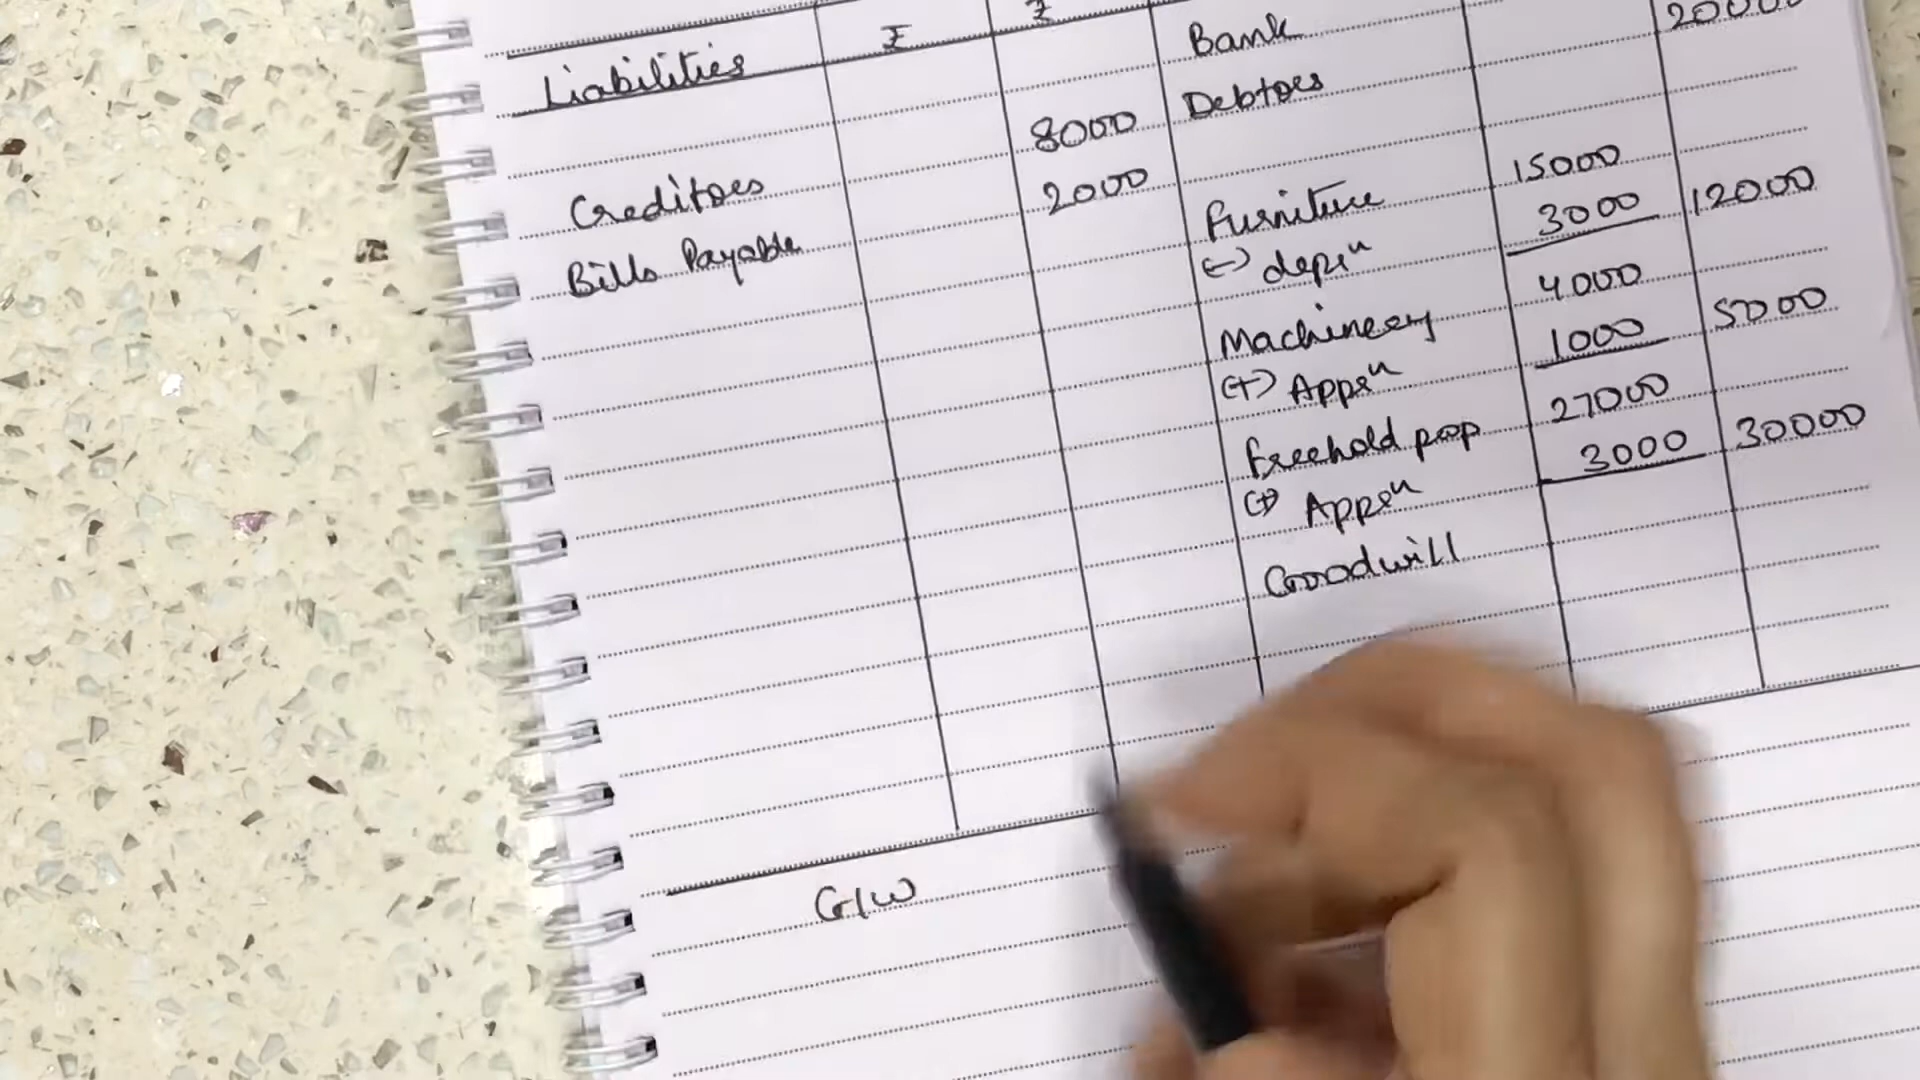 ₹ ₹
Liabilities
Bank 20000
8000 Debtors
Creditors 2000
Bills Payable
Furniture 15000
(-) depⁿ 3000 12000
Machinery 4000
(+) Appⁿ 1000 5000
freehold prop 27000
(+) Appⁿ 3000 30000
Goodwill
G/W